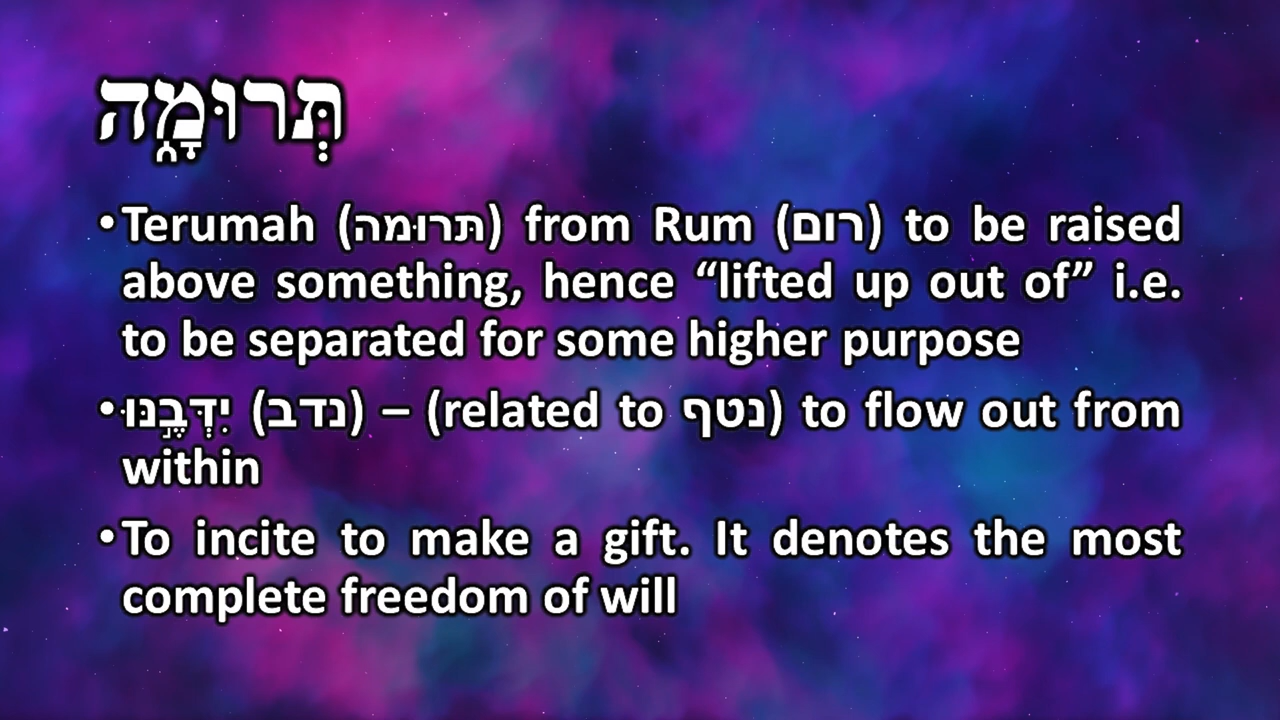 תְּרוּמָ֑ה
•Terumah (תּרוּמה) from Rum (רום) to be raised
above something, hence “lifted up out of” i.e.
to be separated for some higher purpose
•יִדְּבֶ֣נּוּ (נדב) – (related to נטף) to flow out from
within
•To incite to make a gift. It denotes the most
complete freedom of will